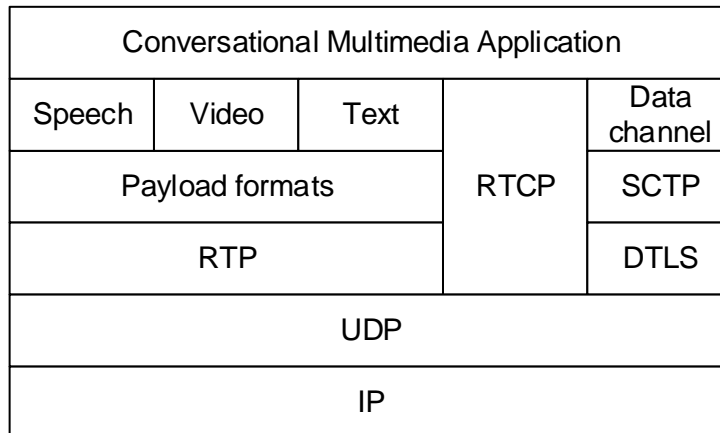 Conversational Multimedia Application
Speech Video Text Data
channel
Payload formats RTCP SCTP
RTP DTLS
UDP
IP